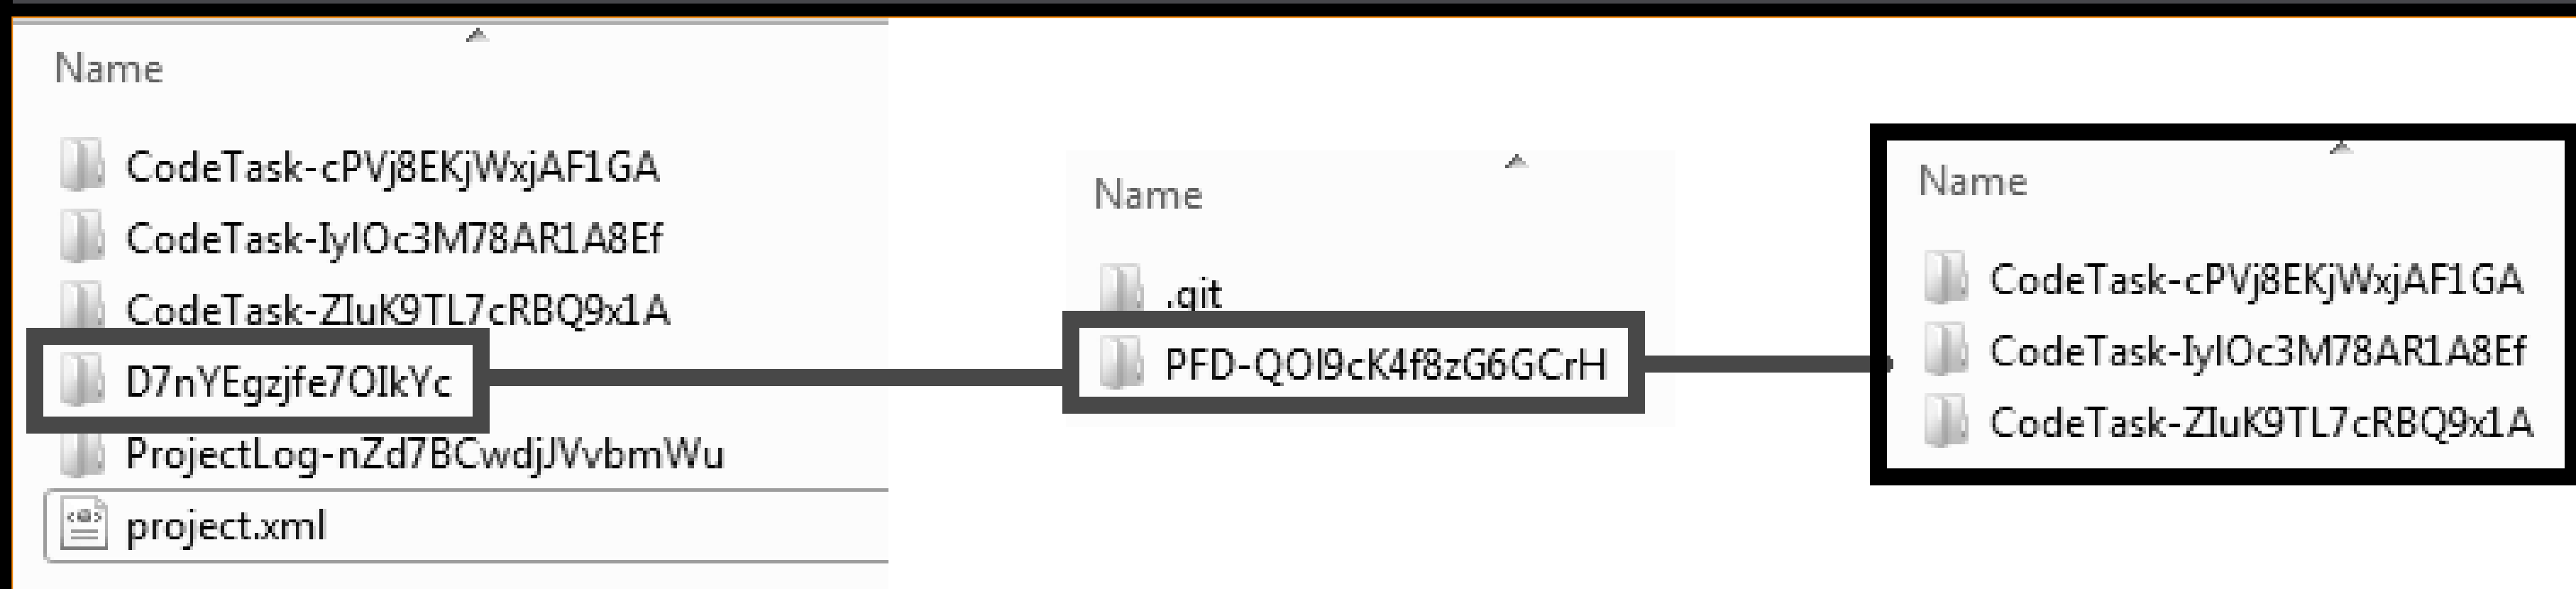 Name
CodeTask-cPVj8EKjWxjAF1GA
CodeTask-IylOc3M78AR1A8Ef
CodeTask-ZIuK9TL7cRBQ9x1A
D7nYEgzjfe7OIkYc
ProjectLog-nZd7BCwdjJVvbmWu
project.xml
Name
.git
PFD-QOI9cK4f8zG6GCrH
Name
CodeTask-cPVj8EKjWxjAF1GA
CodeTask-IylOc3M78AR1A8Ef
CodeTask-ZIuK9TL7cRBQ9x1A